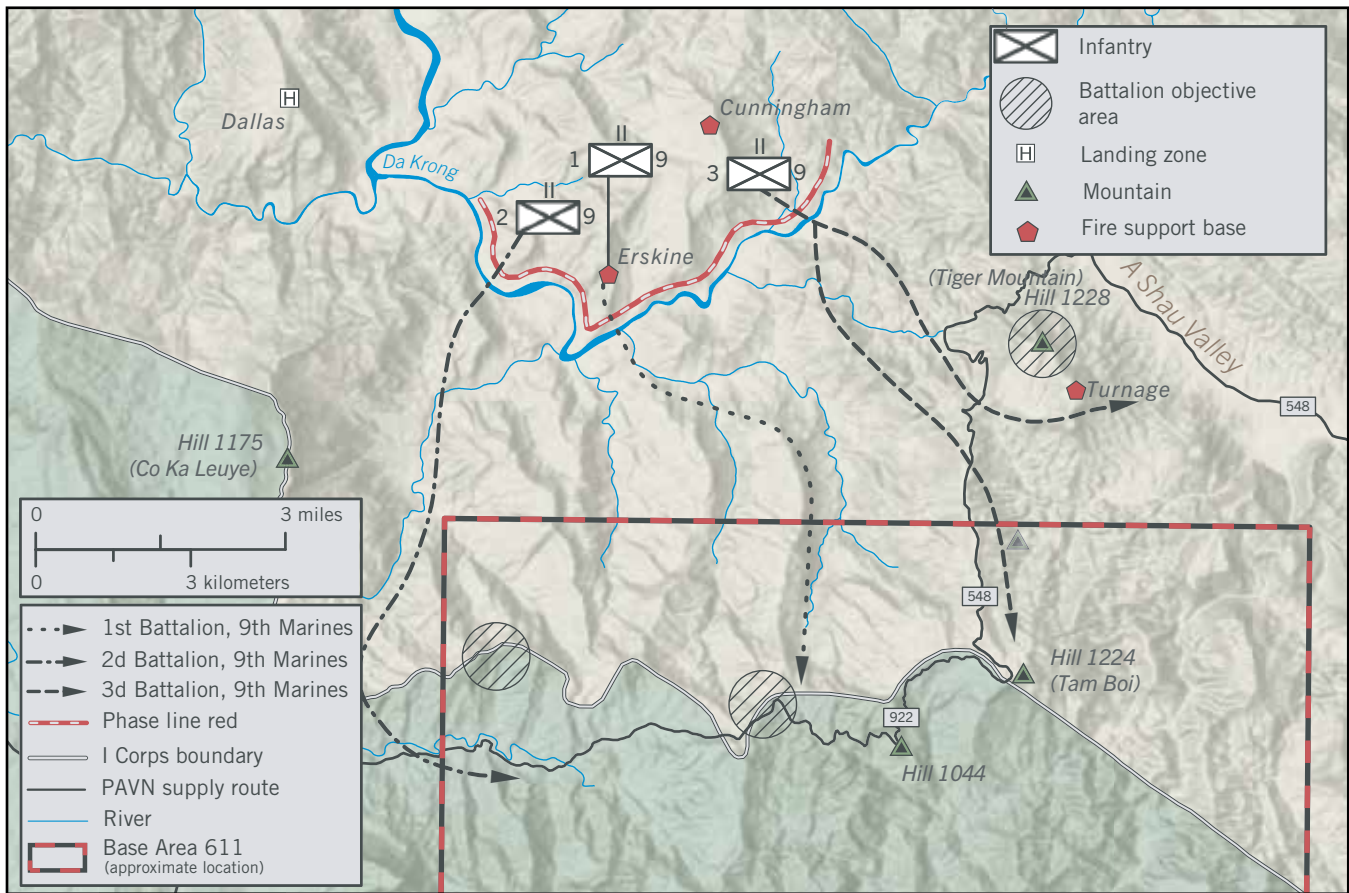 Infantry
Battalion objective
area
H Landing zone
Mountain
Fire support base
H
Dallas
Da Krong
Cunningham
II
1 9
II
3 9
II
2 9
Erskine
(Tiger Mountain)
Hill 1228
A Shau Valley
Turnage
548
Hill 1175
(Co Ka Leuye)
548
Hill 1224
(Tam Boi)
922
Hill 1044
0 3 miles
0 3 kilometers
1st Battalion, 9th Marines
2d Battalion, 9th Marines
3d Battalion, 9th Marines
Phase line red
I Corps boundary
PAVN supply route
River
Base Area 611
(approximate location)